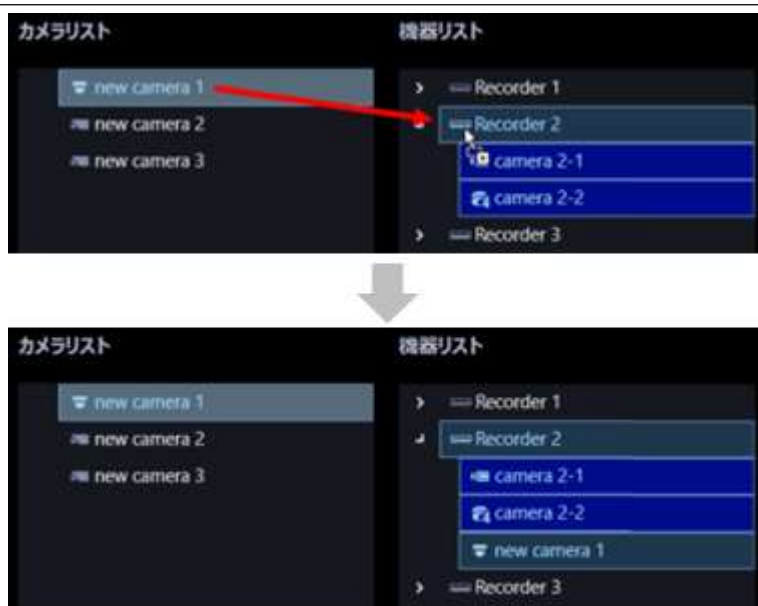 カメラリスト
new camera 1
new camera 2
new camera 3
機器リスト
Recorder 1
Recorder 2
camera 2-1
camera 2-2
Recorder 3
カメラリスト
new camera 1
new camera 2
new camera 3
機器リスト
Recorder 1
Recorder 2
camera 2-1
camera 2-2
new camera 1
Recorder 3